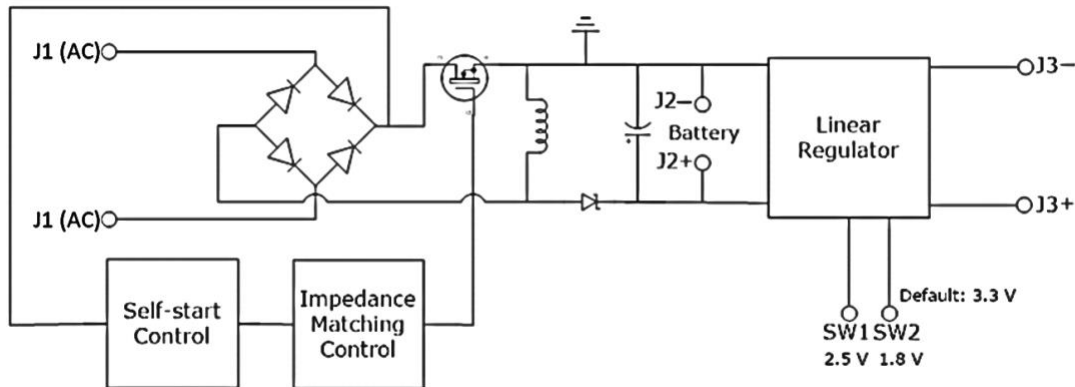 J1 (AC)
J1 (AC)
J2−
Battery
J2+
Linear
Regulator
J3−
J3+
Self-start
Control
Impedance
Matching
Control
Default: 3.3 V
SW1 SW2
2.5 V 1.8 V